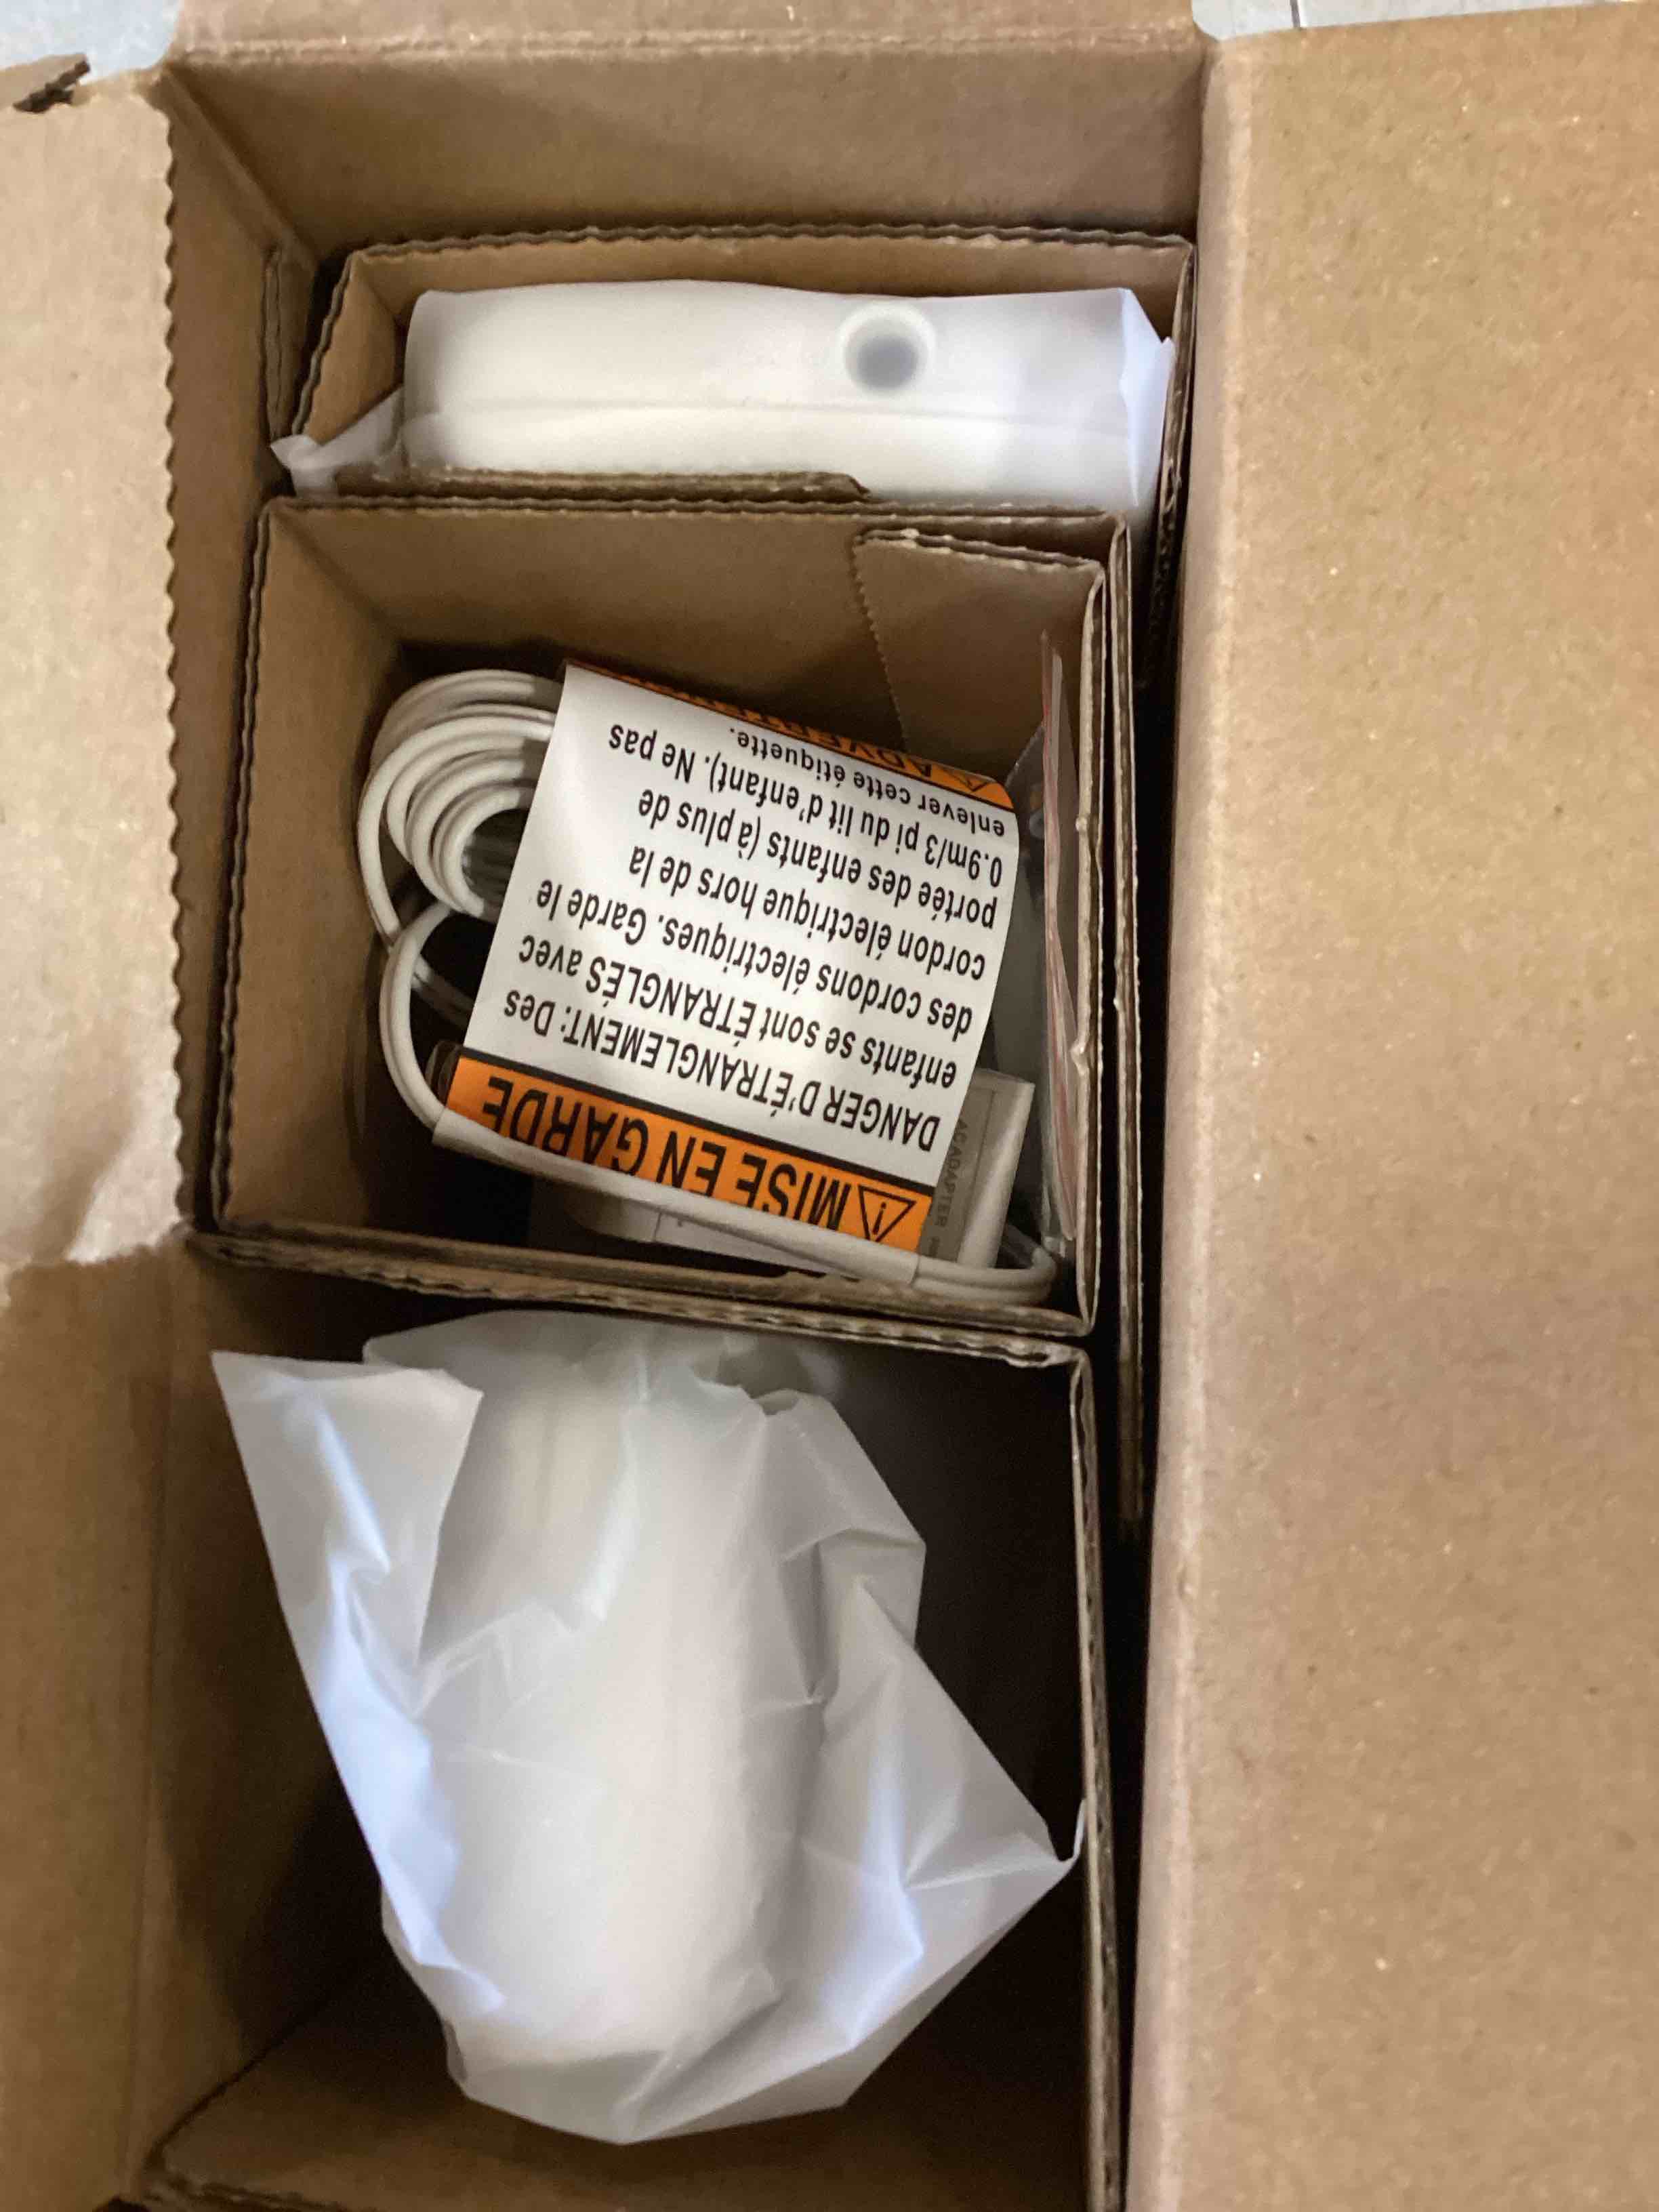 ⚠ MISE EN GARDE
DANGER D'ÉTRANGLEMENT: Des
enfants se sont ÉTRANGLÉS avec
des cordons électriques. Garde le
cordon électrique hors de la
portée des enfants (à plus de
0.9m/3 pi du lit d'enfant). Ne pas
enlever cette étiquette.
AC ADAPTER